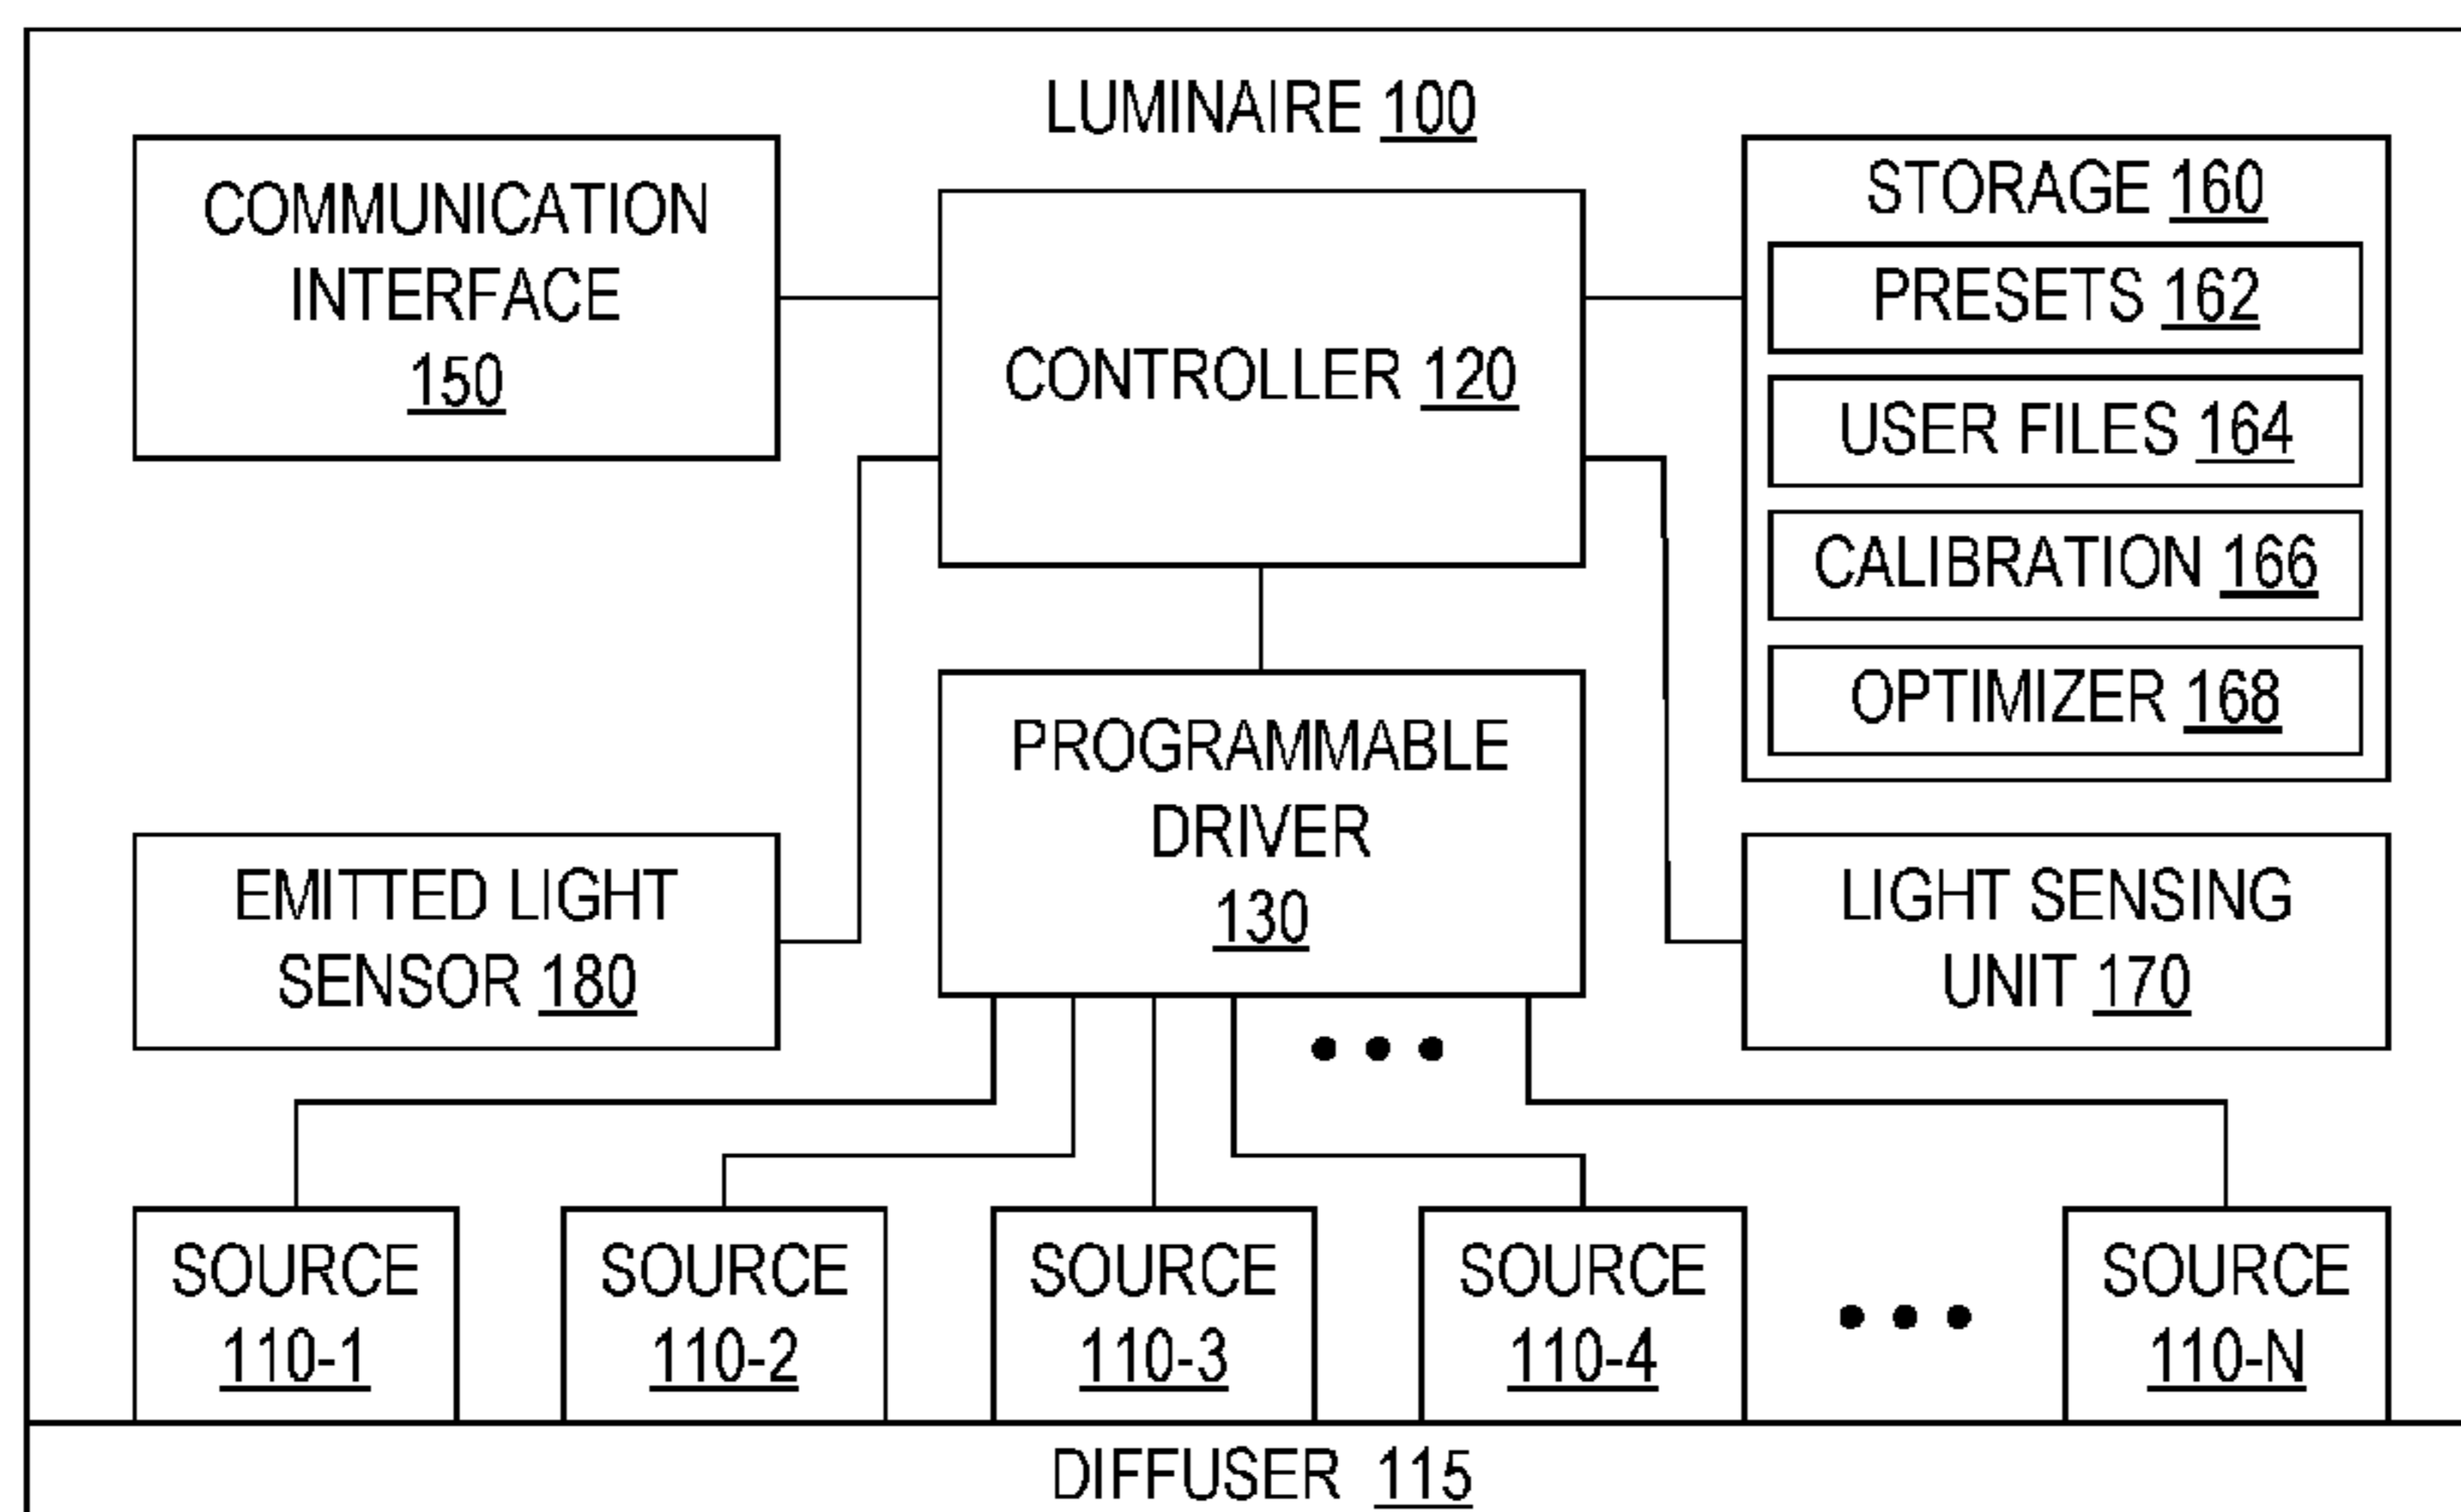 LUMINAIRE 100
COMMUNICATION
INTERFACE
150
CONTROLLER 120
STORAGE 160
PRESETS 162
USER FILES 164
CALIBRATION 166
OPTIMIZER 168
PROGRAMMABLE
DRIVER
130
EMITTED LIGHT
SENSOR 180
LIGHT SENSING
UNIT 170
SOURCE
110-1
SOURCE
110-2
SOURCE
110-3
SOURCE
110-4
SOURCE
110-N
DIFFUSER 115